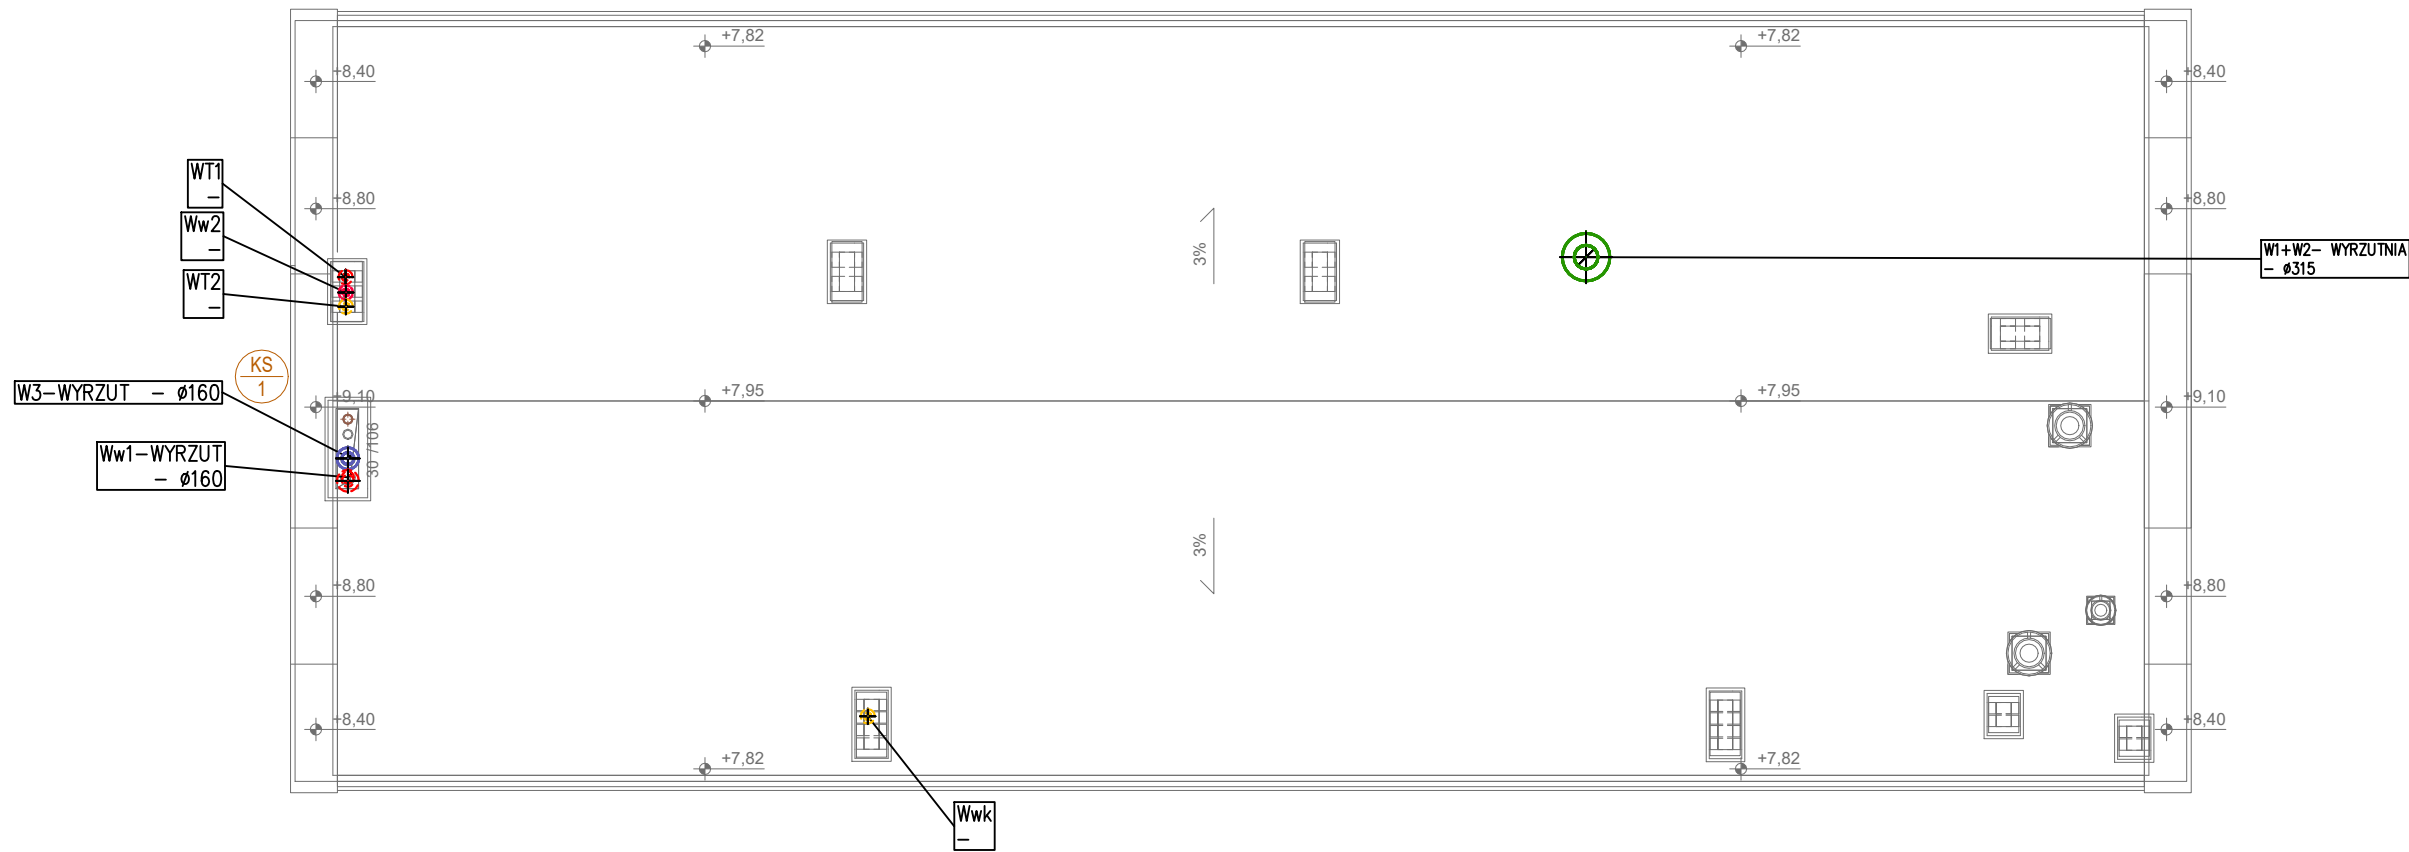 +7,82
+7,82
+8,40
+8,40
WT1
–
+8,80
+8,80
Ww2
–
3%
W1+W2– WYRZUTNIA
– ø315
WT2
–
KS
1
W3–WYRZUT – ø160
+9,10
+7,95
+7,95
+9,10
30 /106
Ww1–WYRZUT
– ø160
3%
+8,80
+8,80
+8,40
+8,40
+7,82
+7,82
Wwk
–